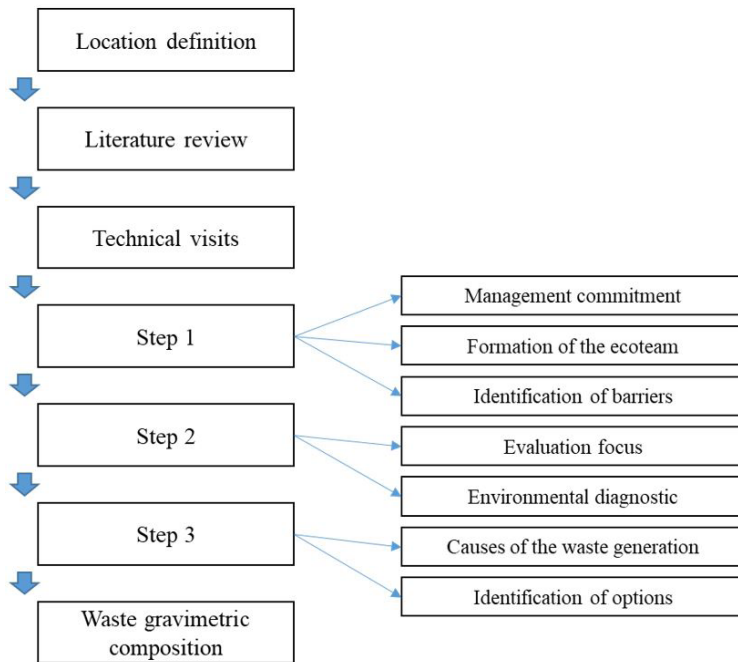 Location definition
Literature review
Technical visits
Step 1
Management commitment
Formation of the ecoteam
Identification of barriers
Step 2
Evaluation focus
Environmental diagnostic
Step 3
Causes of the waste generation
Identification of options
Waste gravimetric
composition